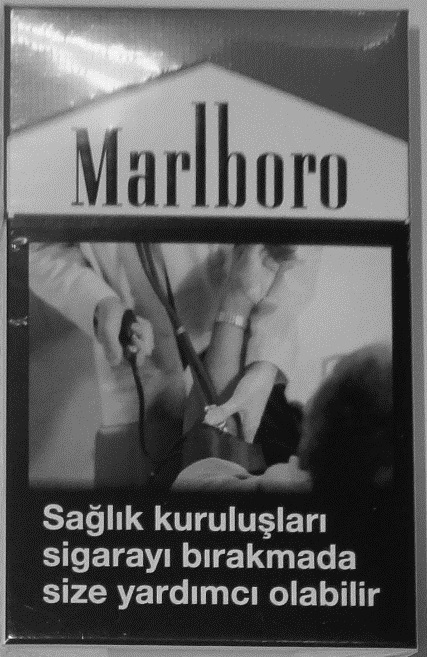 Marlboro
Sağlık kuruluşları
sigarayı bırakmada
size yardımcı olabilir